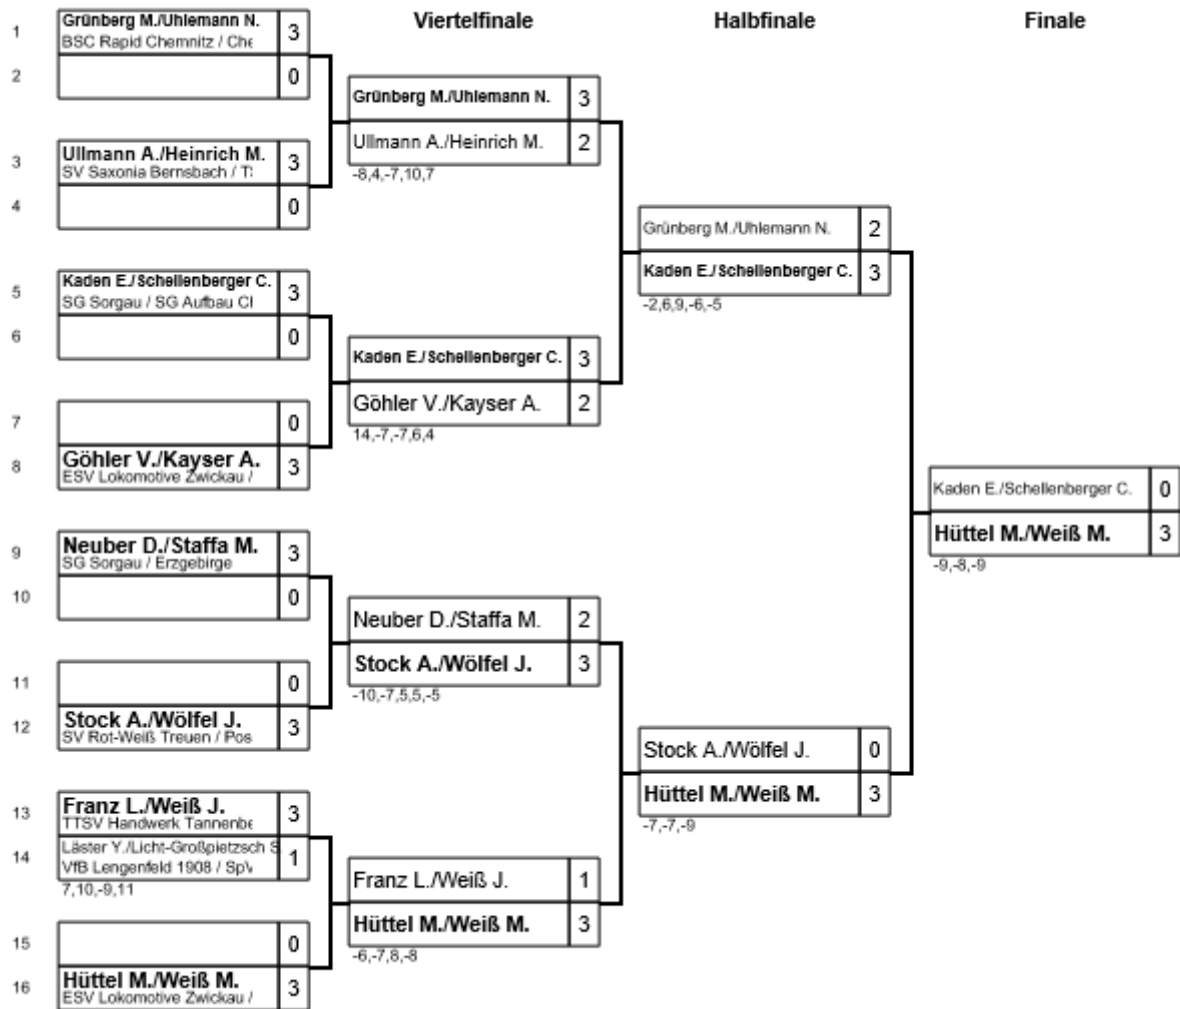 Viertelfinale
Halbfinale
Finale
1
Grünberg M./Uhlemann N.
3
BSC Rapid Chemnitz / Che
2
0
3
Ullmann A./Heinrich M.
3
SV Saxonia Bernsbach / T
4
0
5
Kaden E./Schellenberger C.
3
SG Sorgau / SG Aufbau Cl
6
0
7
0
8
Göhler V./Kayser A.
3
ESV Lokomotive Zwickau /
9
Neuber D./Staffa M.
3
SG Sorgau / Erzgebirge
10
0
11
0
12
Stock A./Wölfel J.
3
SV Rot-Weiß Treuen / Pos
13
Franz L./Weiß J.
3
TTSV Handwerk Tannenbe
14
Läster Y./Licht-Großpietzsch S
1
VfB Lengenfeld 1908 / SpV
7,10,-9,11
15
0
16
Hüttel M./Weiß M.
3
ESV Lokomotive Zwickau /
Grünberg M./Uhlemann N.
3
Ullmann A./Heinrich M.
2
-8,4,-7,10,7
Kaden E./Schellenberger C.
3
Göhler V./Kayser A.
2
14,-7,-7,6,4
Neuber D./Staffa M.
2
Stock A./Wölfel J.
3
-10,-7,5,5,-5
Franz L./Weiß J.
1
Hüttel M./Weiß M.
3
-6,-7,8,-8
Grünberg M./Uhlemann N.
2
Kaden E./Schellenberger C.
3
-2,6,9,-6,-5
Stock A./Wölfel J.
0
Hüttel M./Weiß M.
3
-7,-7,-9
Kaden E./Schellenberger C.
0
Hüttel M./Weiß M.
3
-9,-8,-9